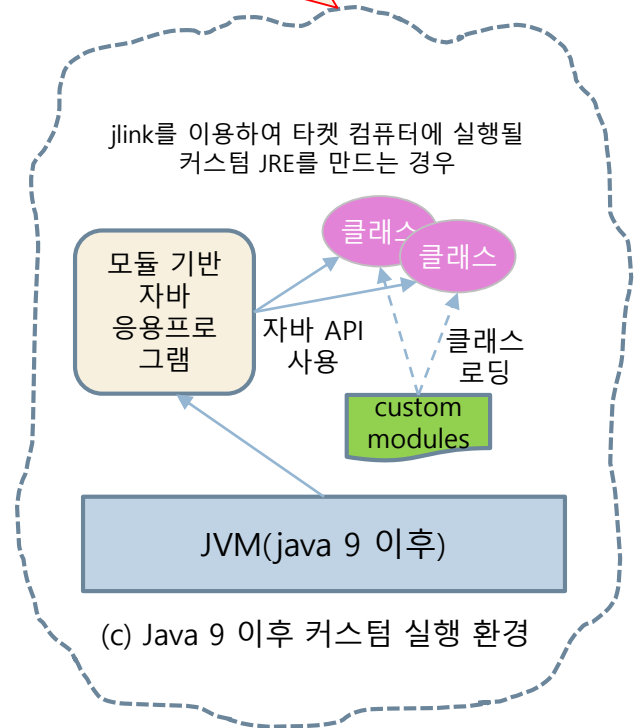 jlink를 이용하여 타켓 컴퓨터에 실행될
커스텀 JRE를 만드는 경우
클래스
클래스
모듈 기반
자바
응용프로
그램
자바 API
사용
클래스
로딩
custom
modules
JVM(java 9 이후)
(c) Java 9 이후 커스텀 실행 환경